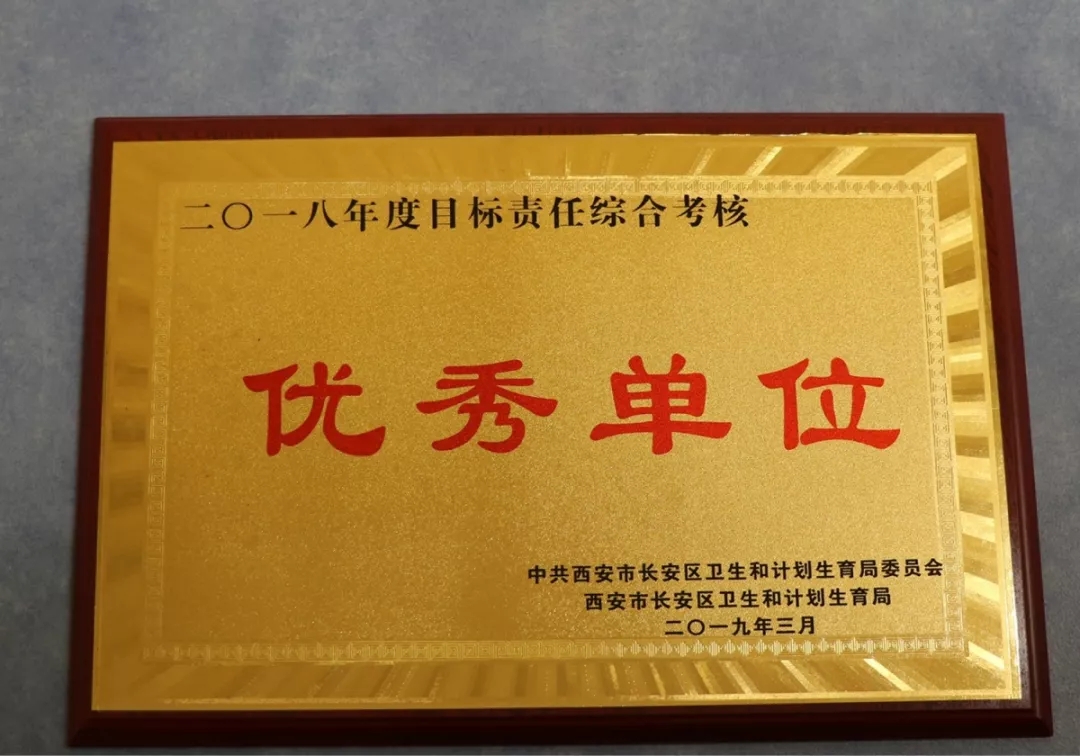 二〇一八年度目标责任综合考核
优秀单位
中共西安市长安区卫生和计划生育局委员会
西安市长安区卫生和计划生育局
二〇一九年三月